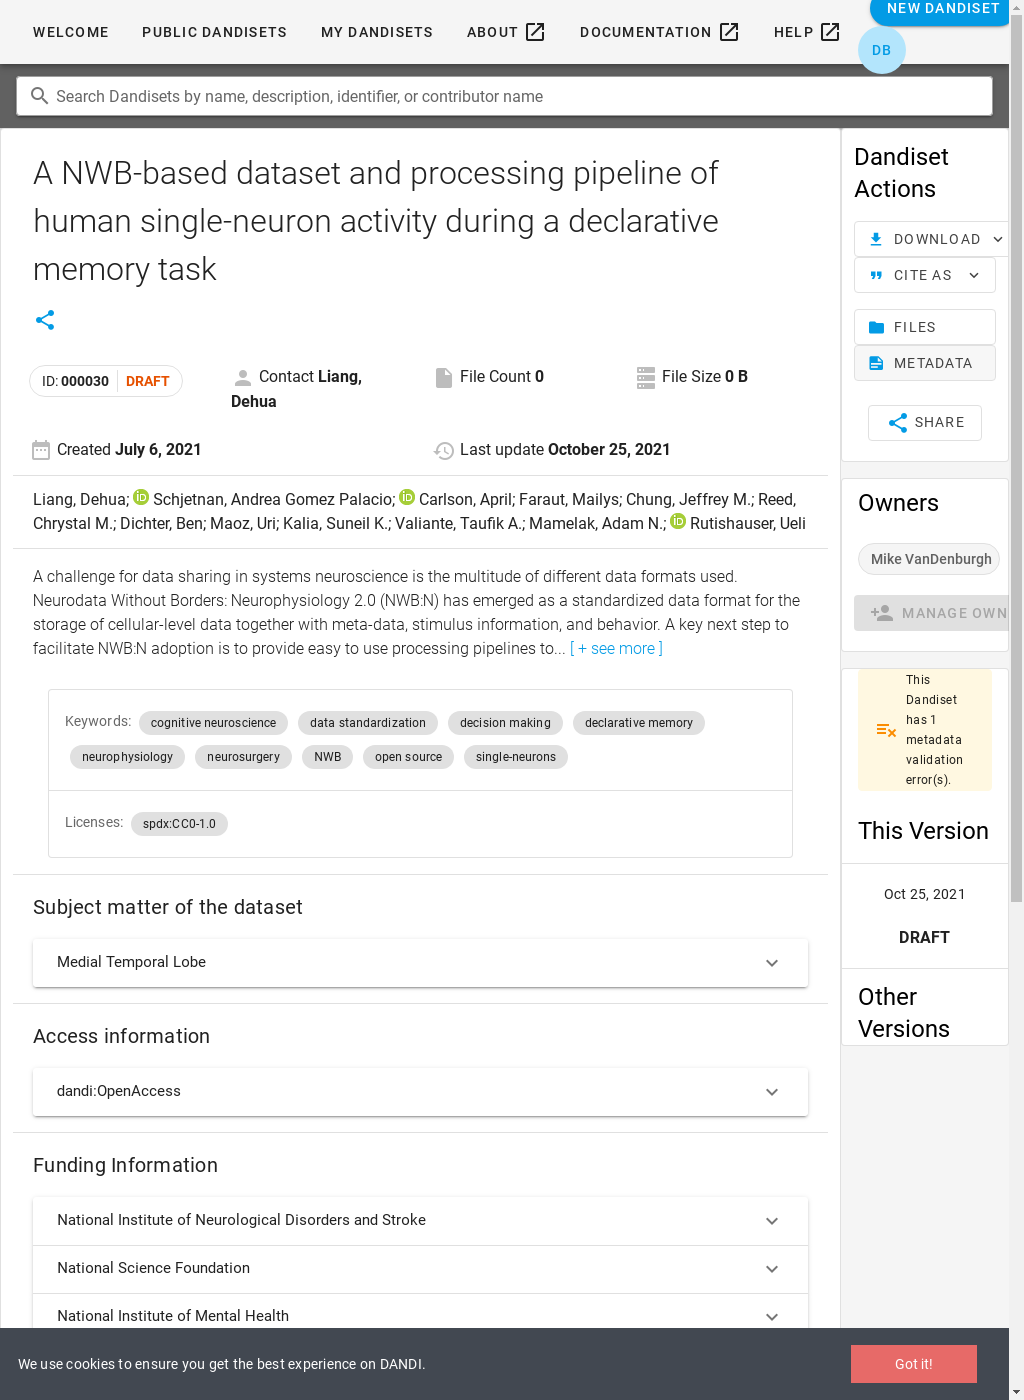 WELCOME PUBLIC DANDISETS MY DANDISETS ABOUT DOCUMENTATION HELP NEW DANDISET
DB
Search Dandisets by name, description, identifier, or contributor name
A NWB-based dataset and processing pipeline of
human single-neuron activity during a declarative
memory task
ID: 000030 DRAFT
Contact Liang,
Dehua
File Count 0
File Size 0 B
Created July 6, 2021
Last update October 25, 2021
Liang, Dehua; Schjetnan, Andrea Gomez Palacio; Carlson, April; Faraut, Mailys; Chung, Jeffrey M.; Reed,
Chrystal M.; Dichter, Ben; Maoz, Uri; Kalia, Suneil K.; Valiante, Taufik A.; Mamelak, Adam N.; Rutishauser, Ueli
A challenge for data sharing in systems neuroscience is the multitude of different data formats used.
Neurodata Without Borders: Neurophysiology 2.0 (NWB:N) has emerged as a standardized data format for the
storage of cellular-level data together with meta-data, stimulus information, and behavior. A key next step to
facilitate NWB:N adoption is to provide easy to use processing pipelines to... [ + see more ]
Keywords: cognitive neuroscience data standardization decision making declarative memory
neurophysiology neurosurgery NWB open source single-neurons
Licenses: spdx:CC0-1.0
Subject matter of the dataset
Medial Temporal Lobe
Access information
dandi:OpenAccess
Funding Information
National Institute of Neurological Disorders and Stroke
National Science Foundation
National Institute of Mental Health
Dandiset
Actions
DOWNLOAD
CITE AS
FILES
METADATA
SHARE
Owners
Mike VanDenburgh
MANAGE OWN
This
Dandiset
has 1
metadata
validation
error(s).
This Version
Oct 25, 2021
DRAFT
Other
Versions
We use cookies to ensure you get the best experience on DANDI.
Got it!